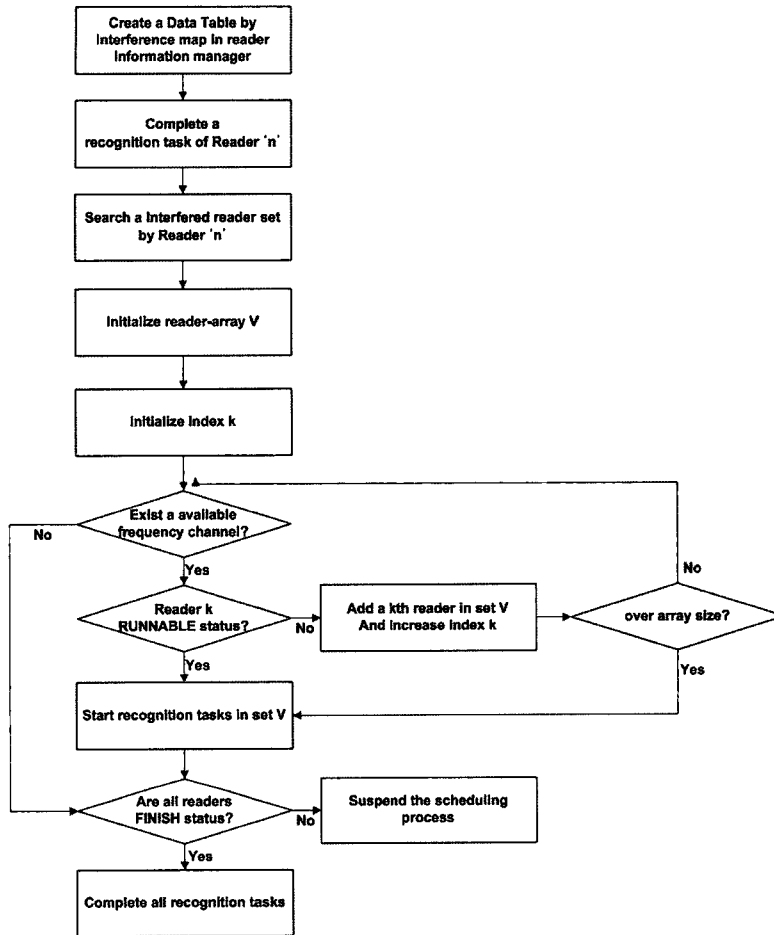 Create a Data Table by
Interference map in reader
Information manager
Complete a
recognition task of Reader 'n'
Search a Interfered reader set
by Reader 'n'
Initialize reader-array V
Initialize Index k
Exist a available
frequency channel?
No
Yes
Reader k
RUNNABLE status?
No
Add a kth reader in set V
And Increase Index k
over array size?
No
Yes
Yes
Start recognition tasks in set V
Are all readers
FINISH status?
No
Suspend the scheduling
process
Yes
Complete all recognition tasks